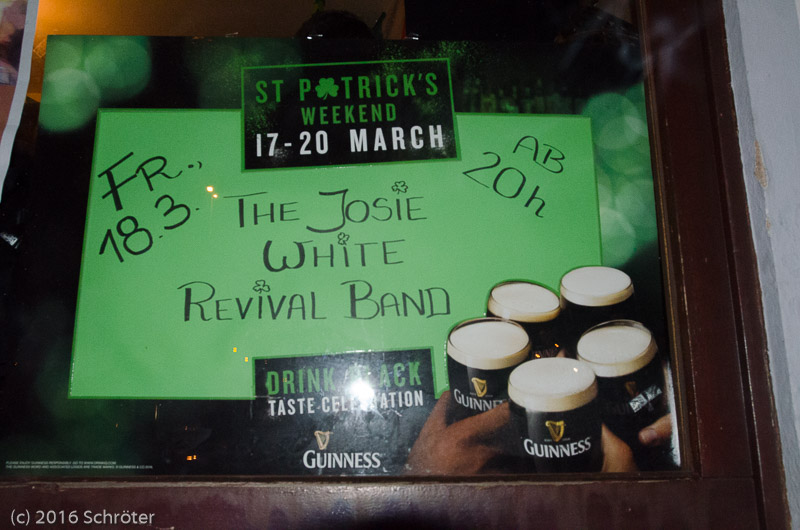 ST PATRICK'S
WEEKEND
17-20 MARCH
FR.,
18.3.
AB
20h
THE JOSIE
WHITE
REVIVAL BAND
DRINK BLACK
TASTE CELEBRATION
GUINNESS
GUINNESS
GUINNESS
(c) 2016 Schröter